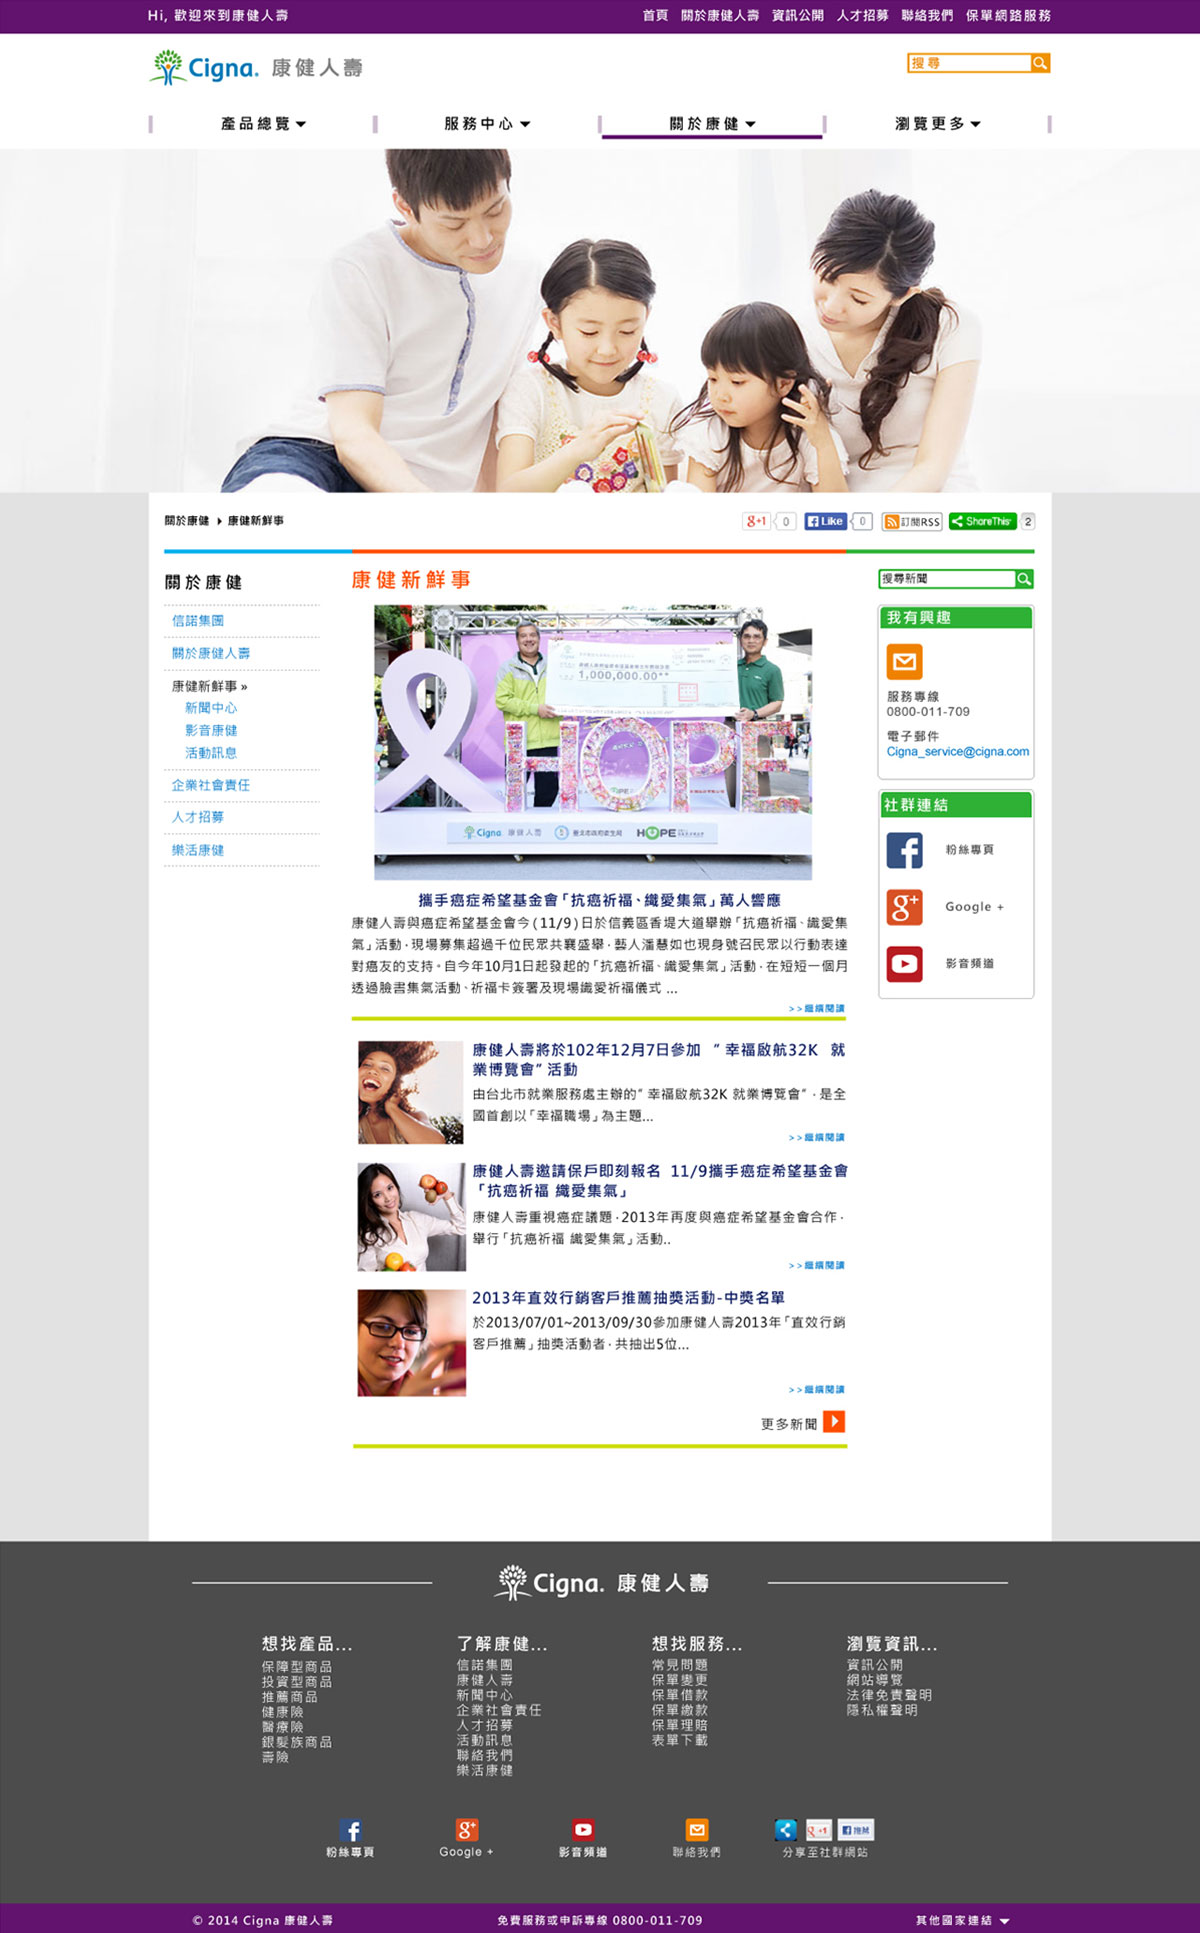 Hi, 歡迎來到康健人壽
首頁 關於康健人壽 資訊公開 人才招募 聯絡我們 保單網路服務
Cigna. 康健人壽
搜尋
產品總覽
服務中心
關於康健
瀏覽更多
關於康健 康健新鮮事
g+1 0
Like 0
訂閱RSS
ShareThis 2
關於康健
信諾集團
關於康健人壽
康健新鮮事 »
新聞中心
影音康健
活動訊息
企業社會責任
人才招募
樂活康健
康健新鮮事
1,000,000.00**
HOPE
Cigna 康健人壽 臺北市政府衛生局 HOPE
攜手癌症希望基金會「抗癌祈福、織愛集氣」萬人響應
康健人壽與癌症希望基金會今(11/9)日於信義區香堤大道舉辦「抗癌祈福、織愛集
氣」活動，現場募集超過千位民眾共襄盛舉，藝人潘慧如也現身號召民眾以行動表達
對癌友的支持。自今年10月1日起發起的「抗癌祈福、織愛集氣」活動，在短短一個月
透過臉書集氣活動、祈福卡簽署及現場織愛祈福儀式 ...
>>繼續閱讀
康健人壽將於102年12月7日參加 “ 幸福啟航32K 就
業博覽會” 活動
由台北市就業服務處主辦的“ 幸福啟航32K 就業博覽會”，是全
國首創以「幸福職場」為主題...
>>繼續閱讀
康健人壽邀請保戶即刻報名 11/9攜手癌症希望基金會
「抗癌祈福 織愛集氣」
康健人壽重視癌症議題，2013年再度與癌症希望基金會合作，
舉行「抗癌祈福 織愛集氣」活動..
>>繼續閱讀
2013年直效行銷客戶推薦抽獎活動-中獎名單
於2013/07/01~2013/09/30參加康健人壽2013年「直效行銷
客戶推薦」抽獎活動者，共抽出5位...
>>繼續閱讀
更多新聞
搜尋新聞
我有興趣
服務專線
0800-011-709
電子郵件
Cigna_service@cigna.com
社群連結
粉絲專頁
Google +
影音頻道
Cigna. 康健人壽
想找產品...
保障型商品
投資型商品
推薦商品
健康險
醫療險
銀髮族商品
壽險
了解康健...
信諾集團
康健人壽
新聞中心
企業社會責任
人才招募
活動訊息
聯絡我們
樂活康健
想找服務...
常見問題
保單變更
保單借款
保單繳款
保單理賠
表單下載
瀏覽資訊...
資訊公開
網站導覽
法律免責聲明
隱私權聲明
粉絲專頁
Google +
影音頻道
聯絡我們
g+1 推薦
分享至社群網站
© 2014 Cigna 康健人壽
免費服務或申訴專線 0800-011-709
其他國家連結